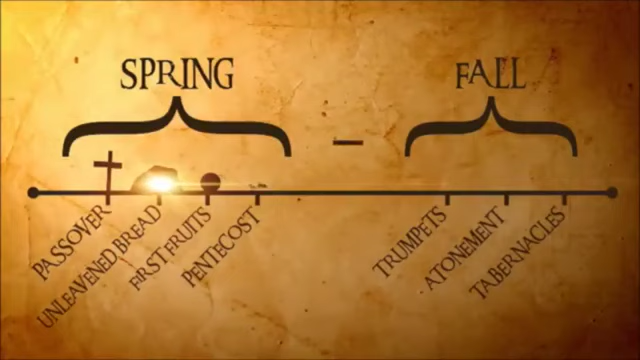 SPRING
FALL
PASSOVER
UNLEAVENED BREAD
FIRST FRUITS
PENTECOST
TRUMPETS
ATONEMENT
TABERNACLES